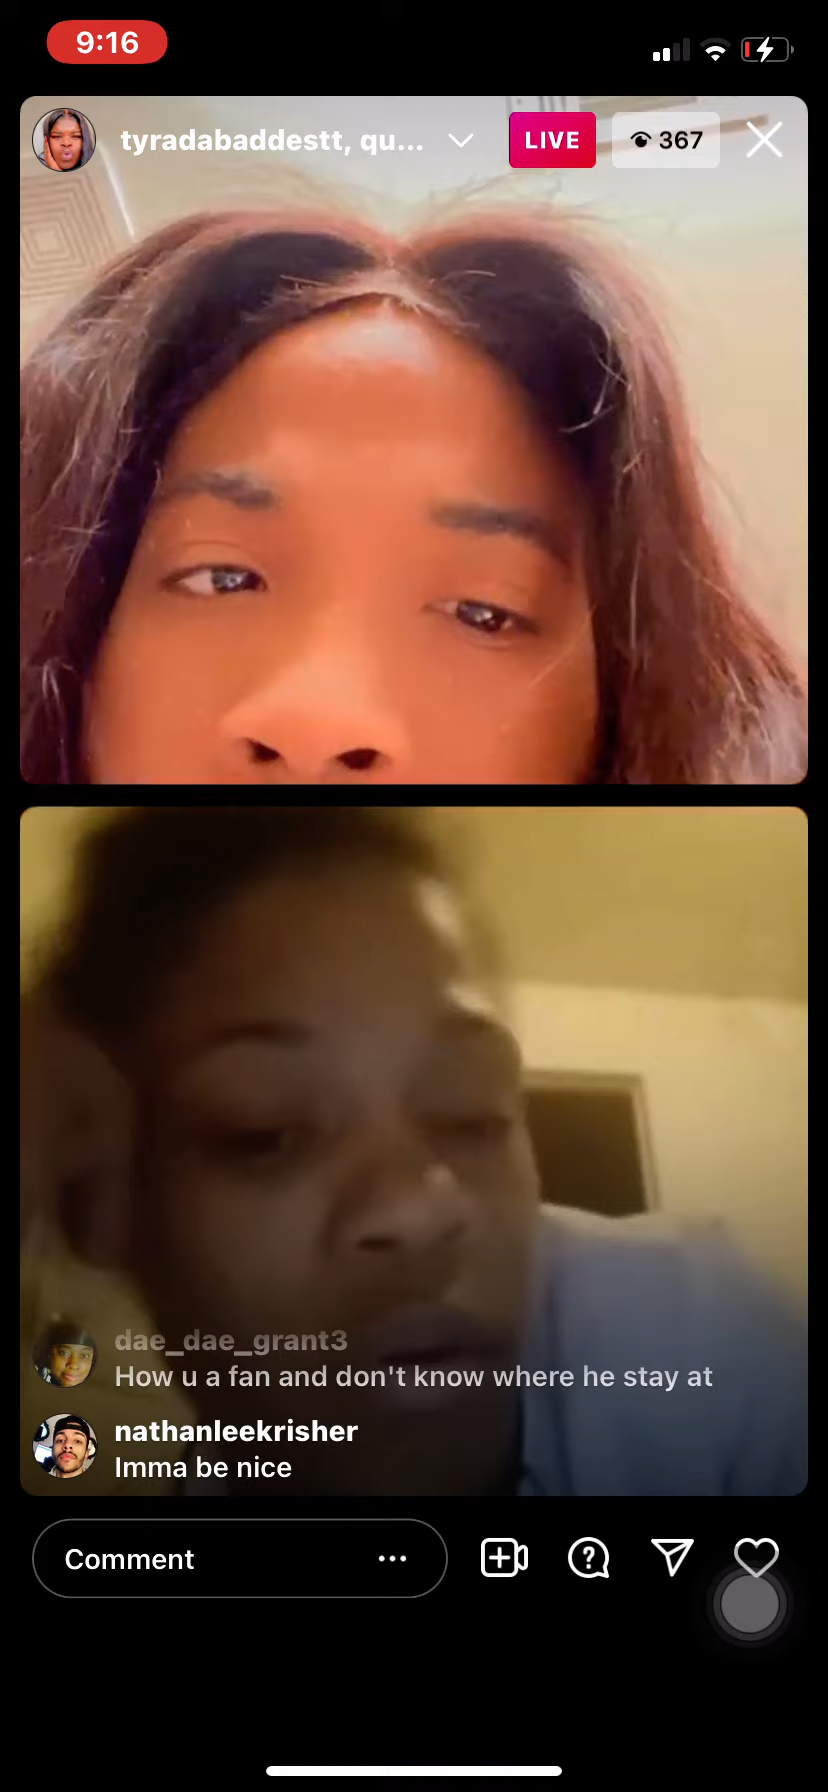 9:16
tyradabaddestt, qu...
LIVE
367
dae_dae_grant3
How u a fan and don't know where he stay at
nathanleekrisher
Imma be nice
Comment